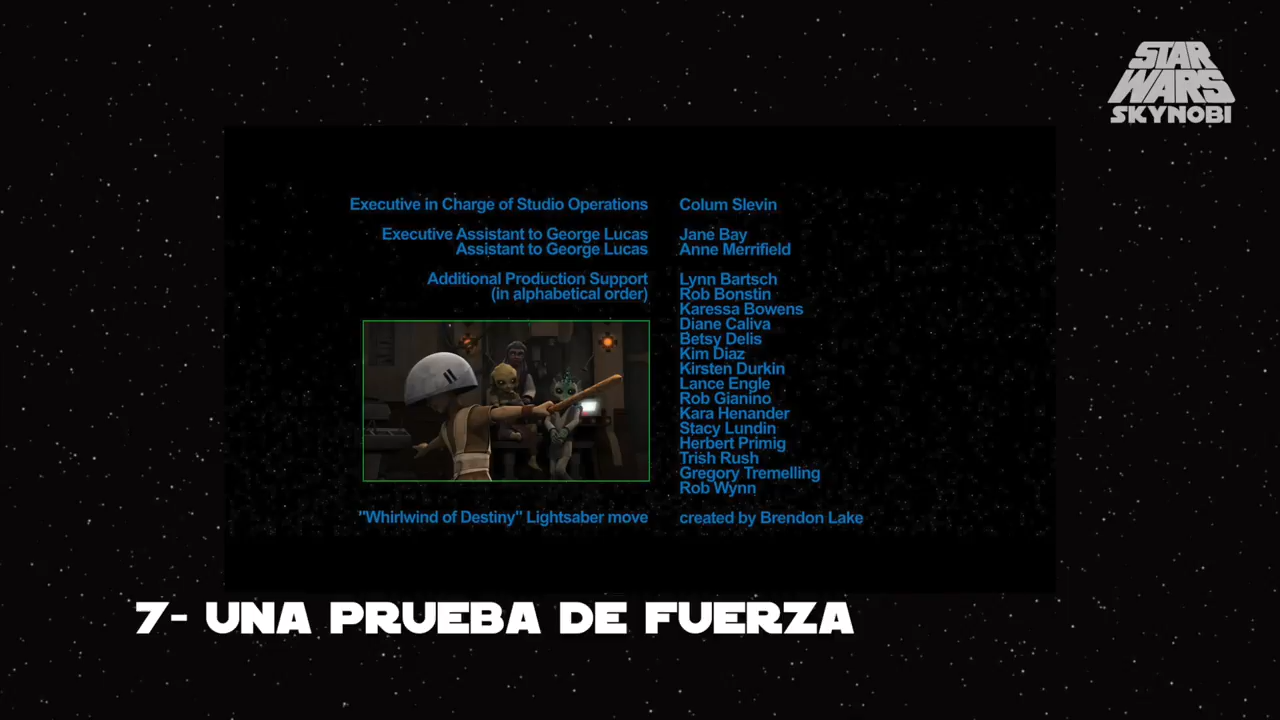 STAR
WARS
SKYNOBI
Executive in Charge of Studio Operations Colum Slevin
Executive Assistant to George Lucas Jane Bay
Assistant to George Lucas Anne Merrifield
Additional Production Support Lynn Bartsch
(in alphabetical order) Rob Bonstin
Karessa Bowens
Diane Caliva
Betsy Delis
Kim Diaz
Kirsten Durkin
Lance Engle
Rob Gianino
Kara Henander
Stacy Lundin
Herbert Primig
Trish Rush
Gregory Tremelling
Rob Wynn
"Whirlwind of Destiny" Lightsaber move created by Brendon Lake
7- UNA PRUEBA DE FUERZA